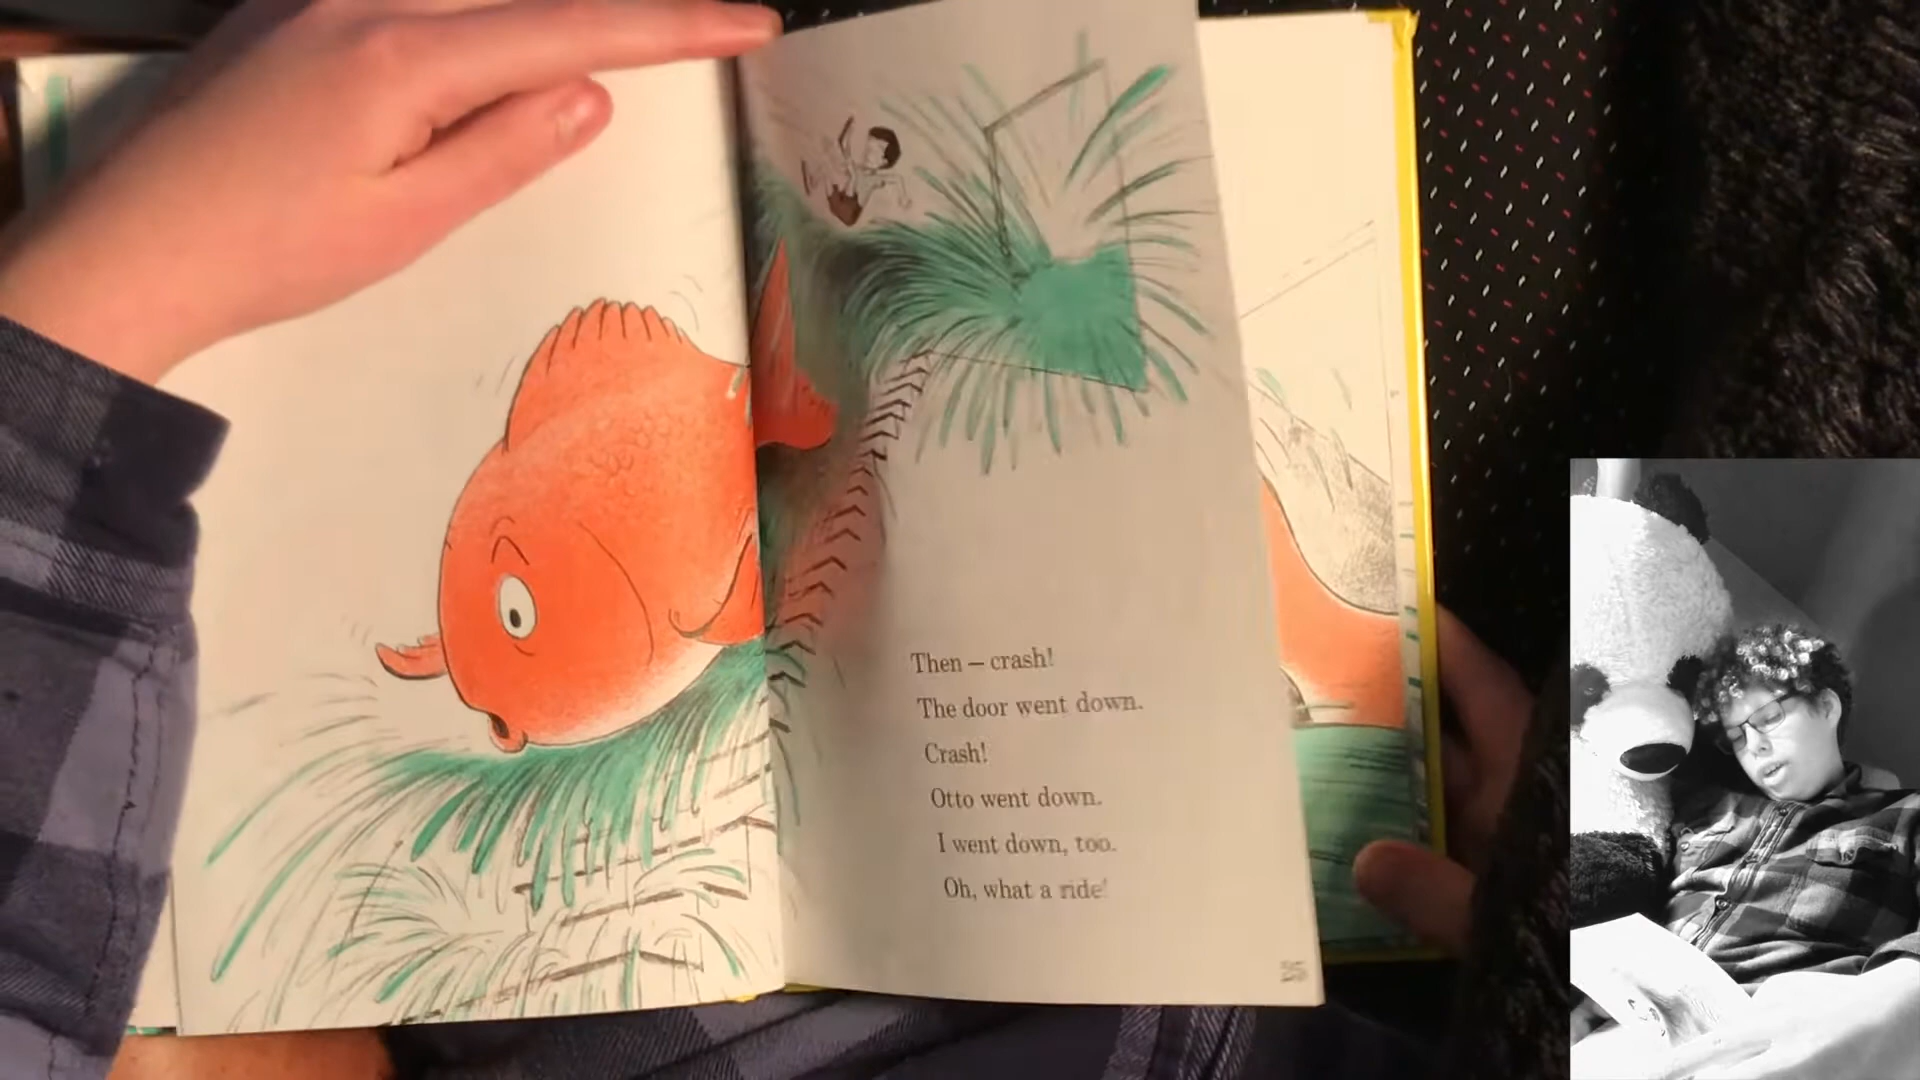 Then — crash!
The door went down.
Crash!
Otto went down.
I went down, too.
Oh, what a ride!
25